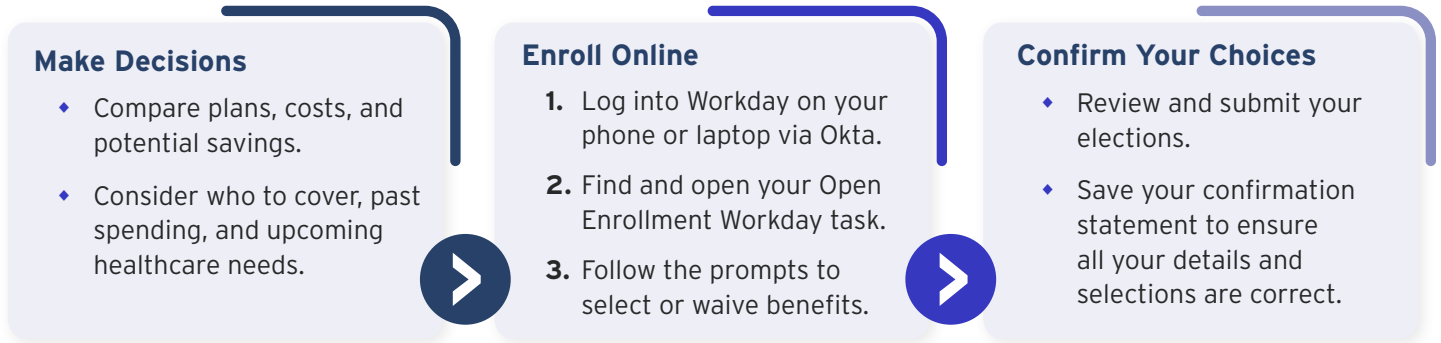 Make Decisions
Compare plans, costs, and
potential savings.
Consider who to cover, past
spending, and upcoming
healthcare needs.
Enroll Online
1. Log into Workday on your
phone or laptop via Okta.
2. Find and open your Open
Enrollment Workday task.
3. Follow the prompts to
select or waive benefits.
Confirm Your Choices
Review and submit your
elections.
Save your confirmation
statement to ensure
all your details and
selections are correct.